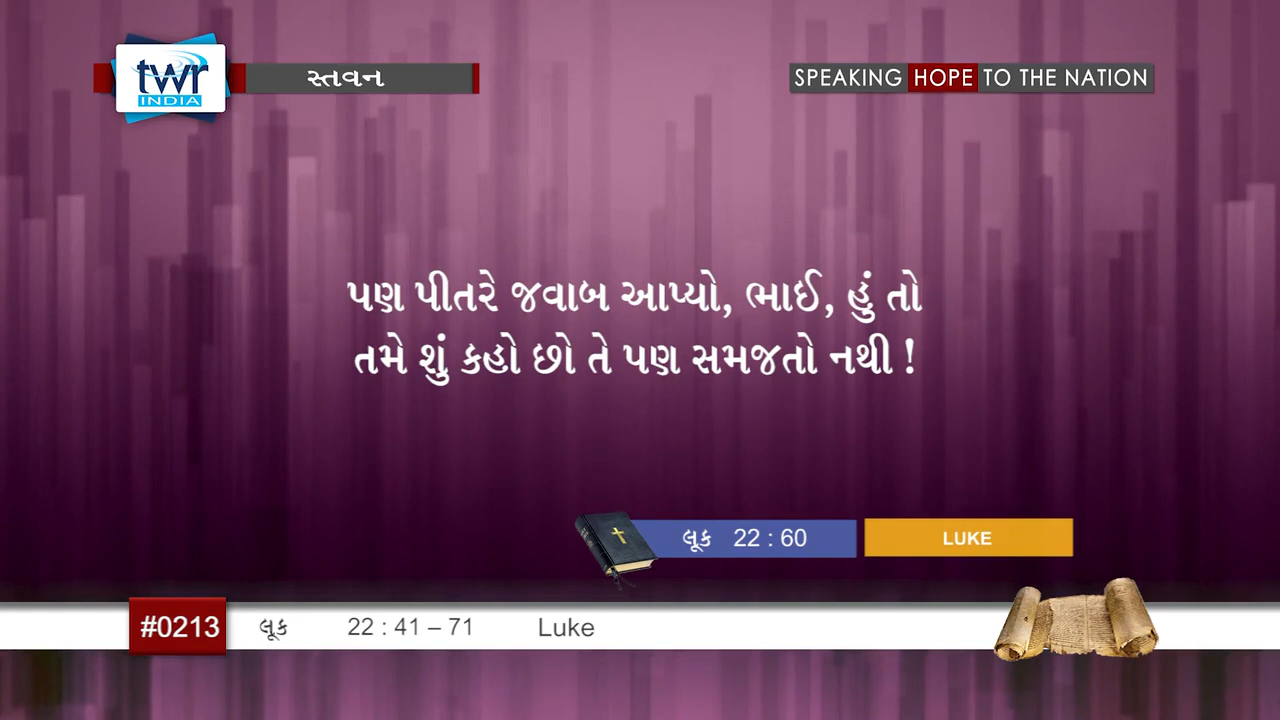 twr
INDIA
સ્તવન
SPEAKING HOPE TO THE NATION
પણ પીતરે જવાબ આપ્યો, ભાઈ, હું તો
તમે શું કહો છો તે પણ સમજતો નથી !
લૂક 22 : 60
LUKE
#0213 લૂક 22 : 41 – 71 Luke